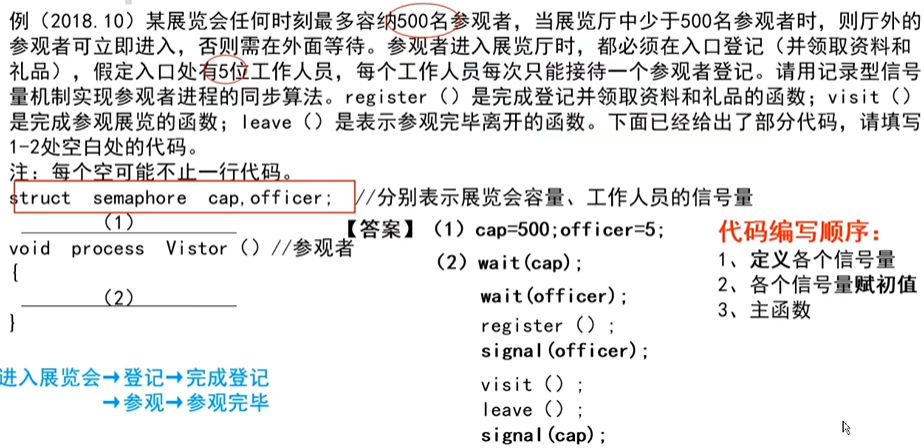 例（2018.10）某展览会任何时刻最多容纳500名参观者，当展览厅中少于500名参观者时，则厅外的
参观者可立即进入，否则需在外面等待。参观者进入展览厅时，都必须在入口登记（并领取资料和
礼品），假定入口处有5位工作人员，每个工作人员每次只能接待一个参观者登记。请用记录型信号
量机制实现参观者进程的同步算法。register（）是完成登记并领取资料和礼品的函数；visit（）
是完成参观展览的函数；leave（）是表示参观完毕离开的函数。下面已经给出了部分代码，请填写
1-2处空白处的代码。
注：每个空可能不止一行代码。
struct semaphore cap,officer; //分别表示展览会容量、工作人员的信号量
（1）
void process Vistor（）//参观者
{
（2）
}
【答案】（1）cap=500;officer=5;
（2）wait(cap);
wait(officer);
register（）;
signal(officer);
visit（）;
leave（）;
signal(cap);
代码编写顺序：
1、定义各个信号量
2、各个信号量赋初值
3、主函数
进入展览会→登记→完成登记
→参观→参观完毕